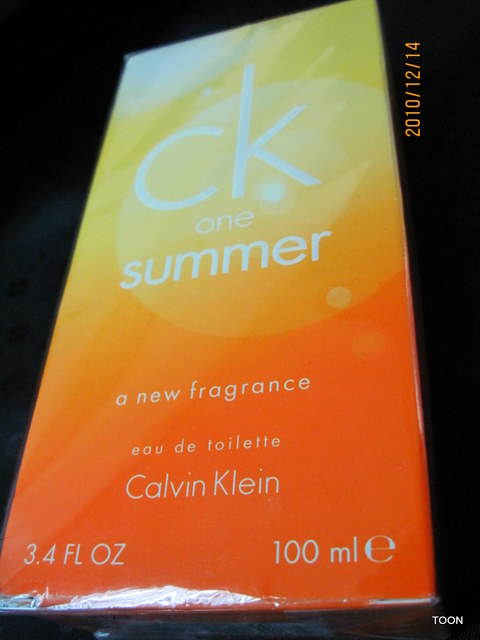 ck
one
summer
a new fragrance
eau de toilette
Calvin Klein
3.4 FL OZ 100 ml ℮
2010/12/14
TOON